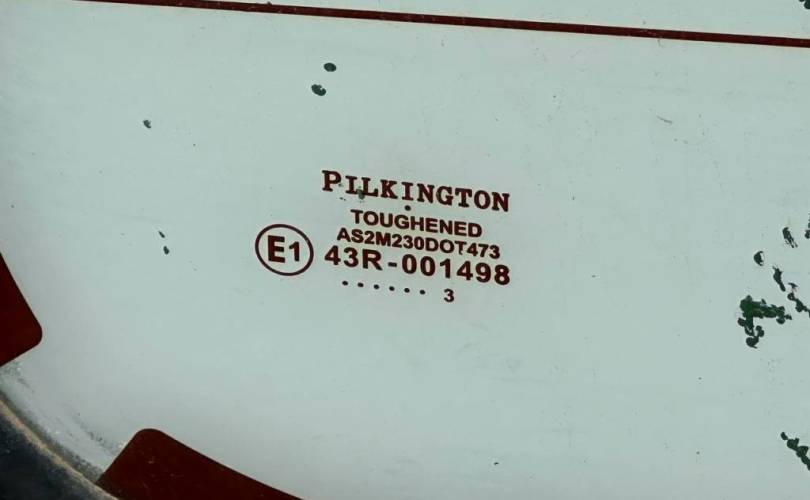 PILKINGTON
TOUGHENED
AS2M230DOT473
E1 43R-001498
...... 3